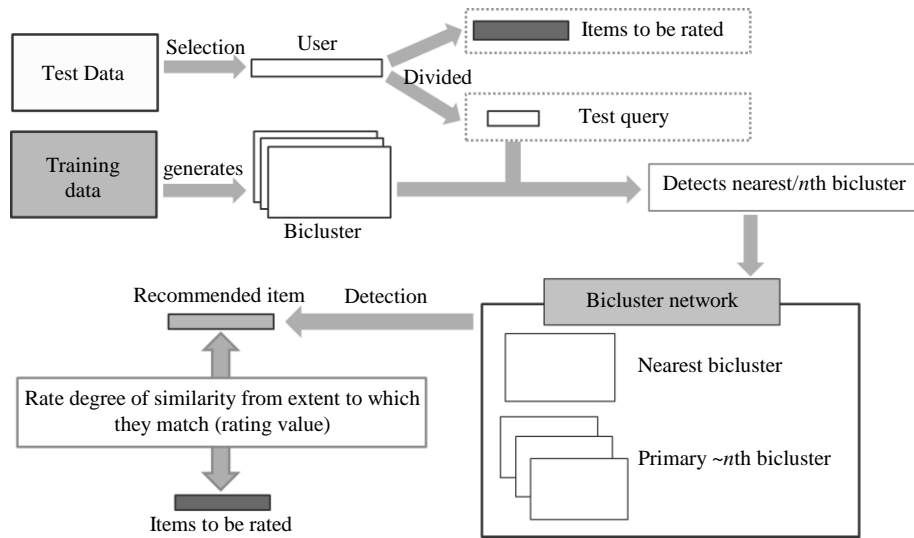 Test Data
Selection
User
Divided
Items to be rated
Test query
Training
data
generates
Bicluster
Detects nearest/nth bicluster
Bicluster network
Nearest bicluster
Primary ~nth bicluster
Detection
Recommended item
Rate degree of similarity from extent to which
they match (rating value)
Items to be rated